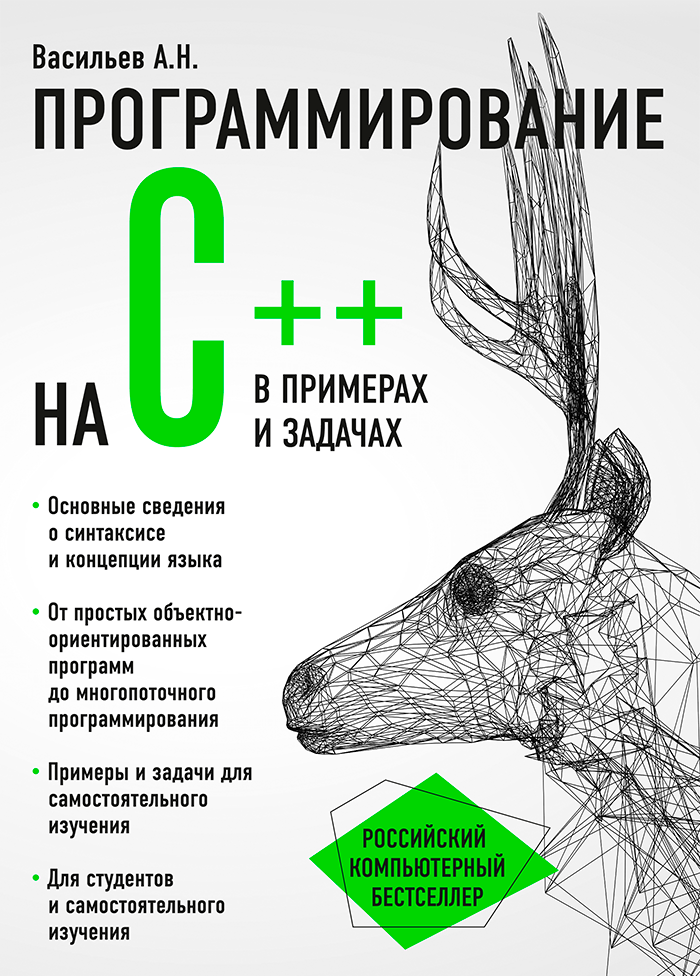 Васильев А.Н.
ПРОГРАММИРОВАНИЕ
НА C++
В ПРИМЕРАХ
И ЗАДАЧАХ
• Основные сведения
о синтаксисе
и концепции языка
• От простых объектно-
ориентированных
программ
до многопоточного
программирования
• Примеры и задачи для
самостоятельного
изучения
• Для студентов
и самостоятельного
изучения
РОССИЙСКИЙ
КОМПЬЮТЕРНЫЙ
БЕСТСЕЛЛЕР